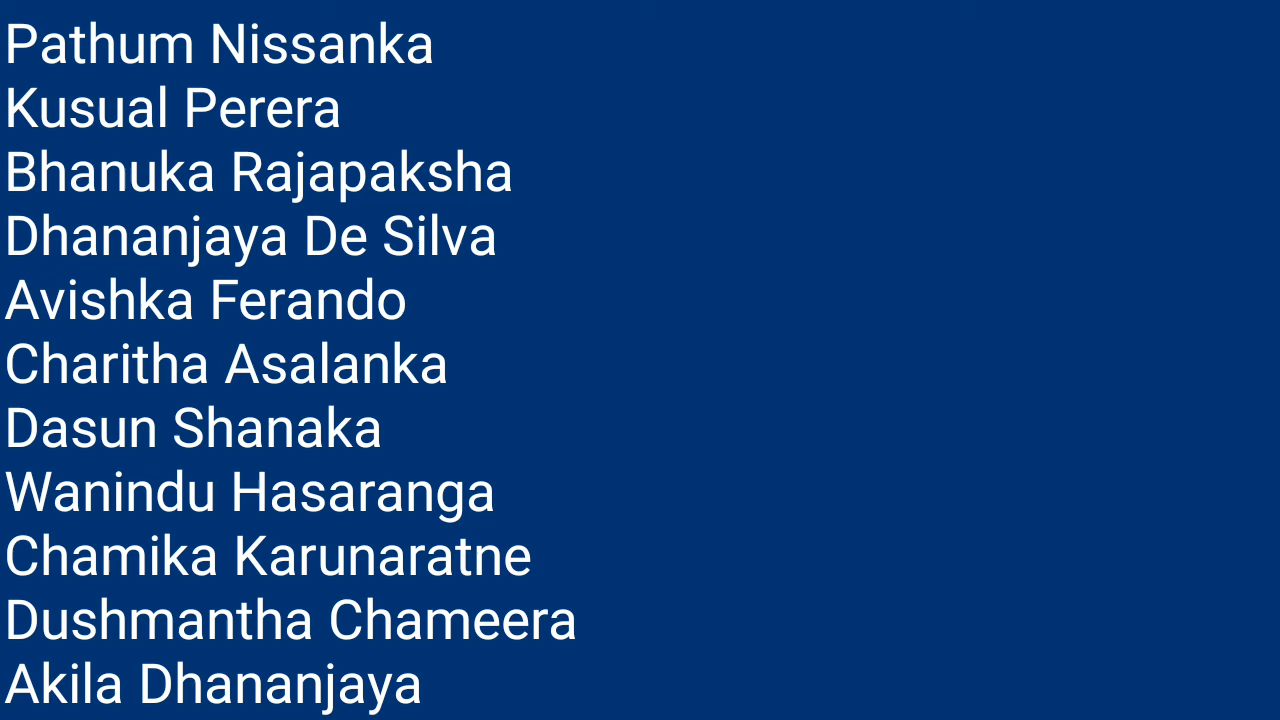 Pathum Nissanka
Kusual Perera
Bhanuka Rajapaksha
Dhananjaya De Silva
Avishka Ferando
Charitha Asalanka
Dasun Shanaka
Wanindu Hasaranga
Chamika Karunaratne
Dushmantha Chameera
Akila Dhananjaya